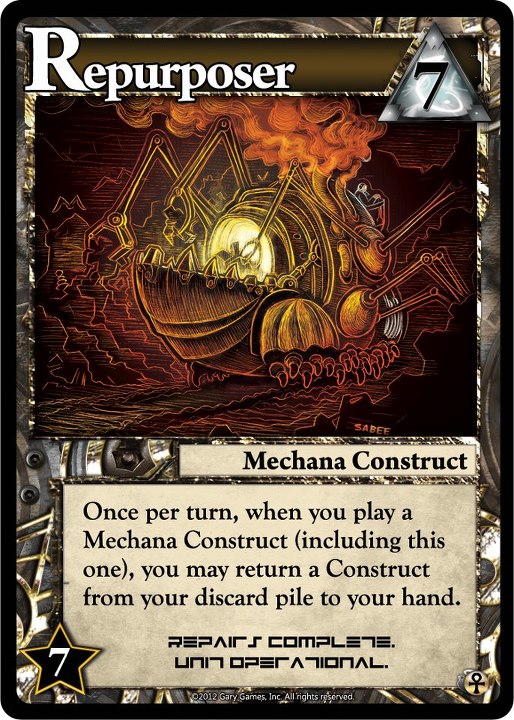 Repurposer
7
SABEE
Mechana Construct
Once per turn, when you play a
Mechana Construct (including this
one), you may return a Construct
from your discard pile to your hand.
REPAIRS COMPLETE.
UNIT OPERATIONAL.
7
©2012 Gary Games, Inc. All rights reserved.